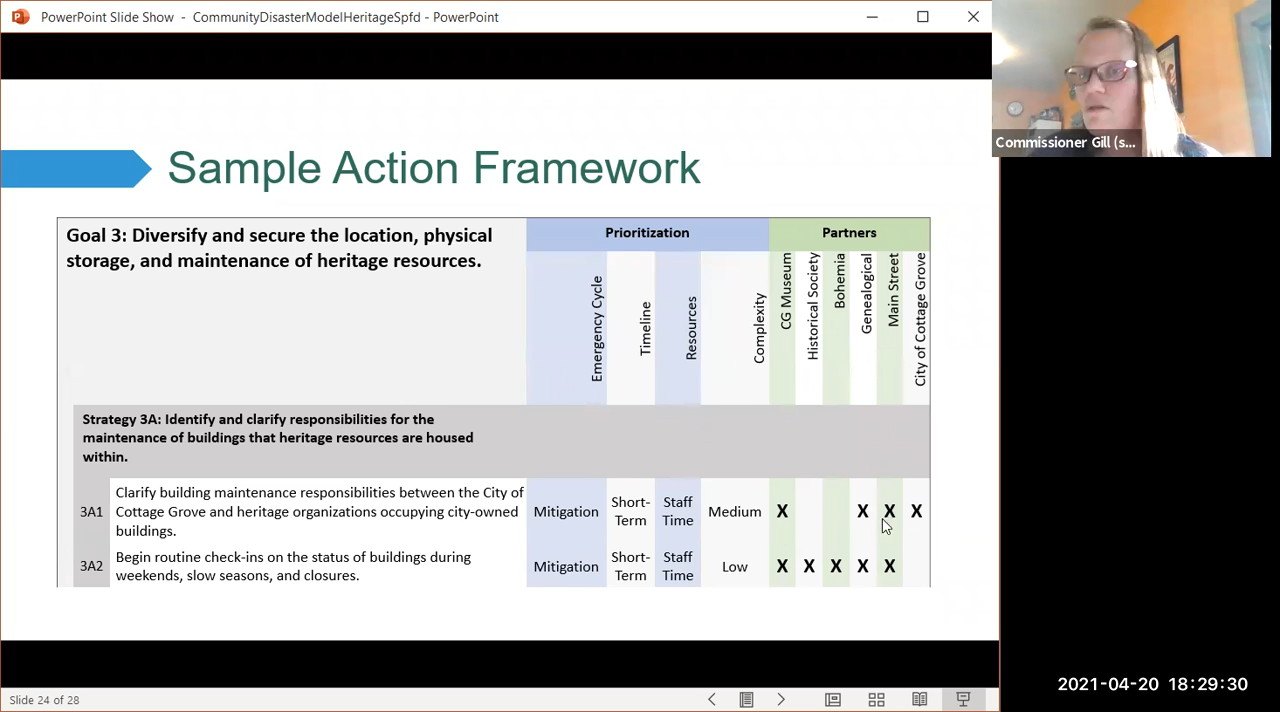 PowerPoint Slide Show - CommunityDisasterModelHeritageSpfd - PowerPoint
Commissioner Gill (s...
Sample Action Framework
Goal 3: Diversify and secure the location, physical
storage, and maintenance of heritage resources.
Prioritization
Partners
Emergency Cycle
Timeline
Resources
Complexity
CG Museum
Historical Society
Bohemia
Genealogical
Main Street
City of Cottage Grove
Strategy 3A: Identify and clarify responsibilities for the
maintenance of buildings that heritage resources are housed
within.
3A1
Clarify building maintenance responsibilities between the City of
Cottage Grove and heritage organizations occupying city-owned
buildings.
Mitigation
Short-
Term
Staff
Time
Medium
X X X X
3A2
Begin routine check-ins on the status of buildings during
weekends, slow seasons, and closures.
Mitigation
Short-
Term
Staff
Time
Low
X X X X X
Slide 24 of 28
2021-04-20 18:29:30